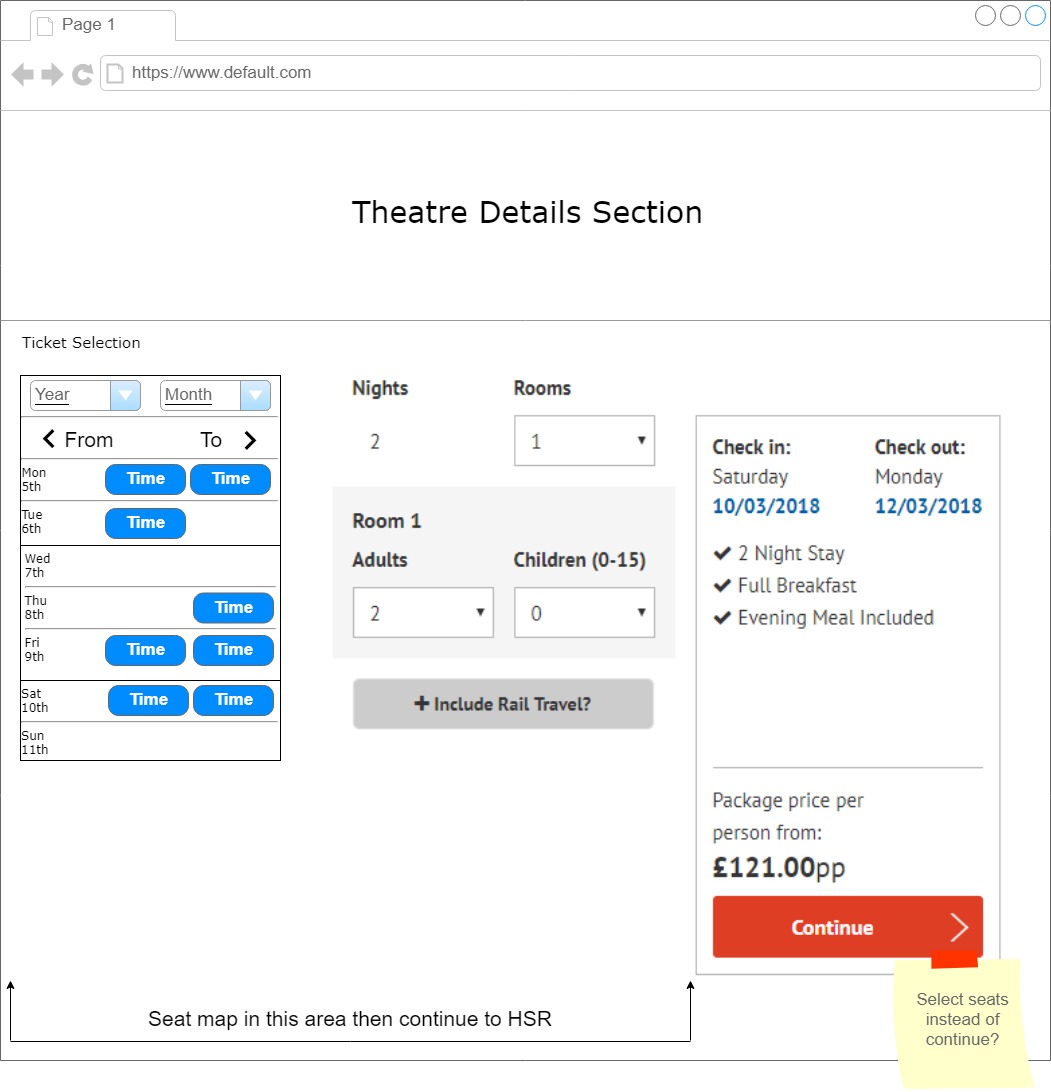 Page 1
https://www.default.com
Theatre Details Section
Ticket Selection
Year
Month
From
To
Mon
5th
Time
Time
Tue
6th
Time
Wed
7th
Thu
8th
Time
Fri
9th
Time
Time
Sat
10th
Time
Time
Sun
11th
Nights
Rooms
2
1
Room 1
Adults
Children (0-15)
2
0
Include Rail Travel?
Check in:
Check out:
Saturday
Monday
10/03/2018
12/03/2018
2 Night Stay
Full Breakfast
Evening Meal Included
Package price per
person from:
£121.00pp
Continue
Seat map in this area then continue to HSR
Select seats
instead of
continue?